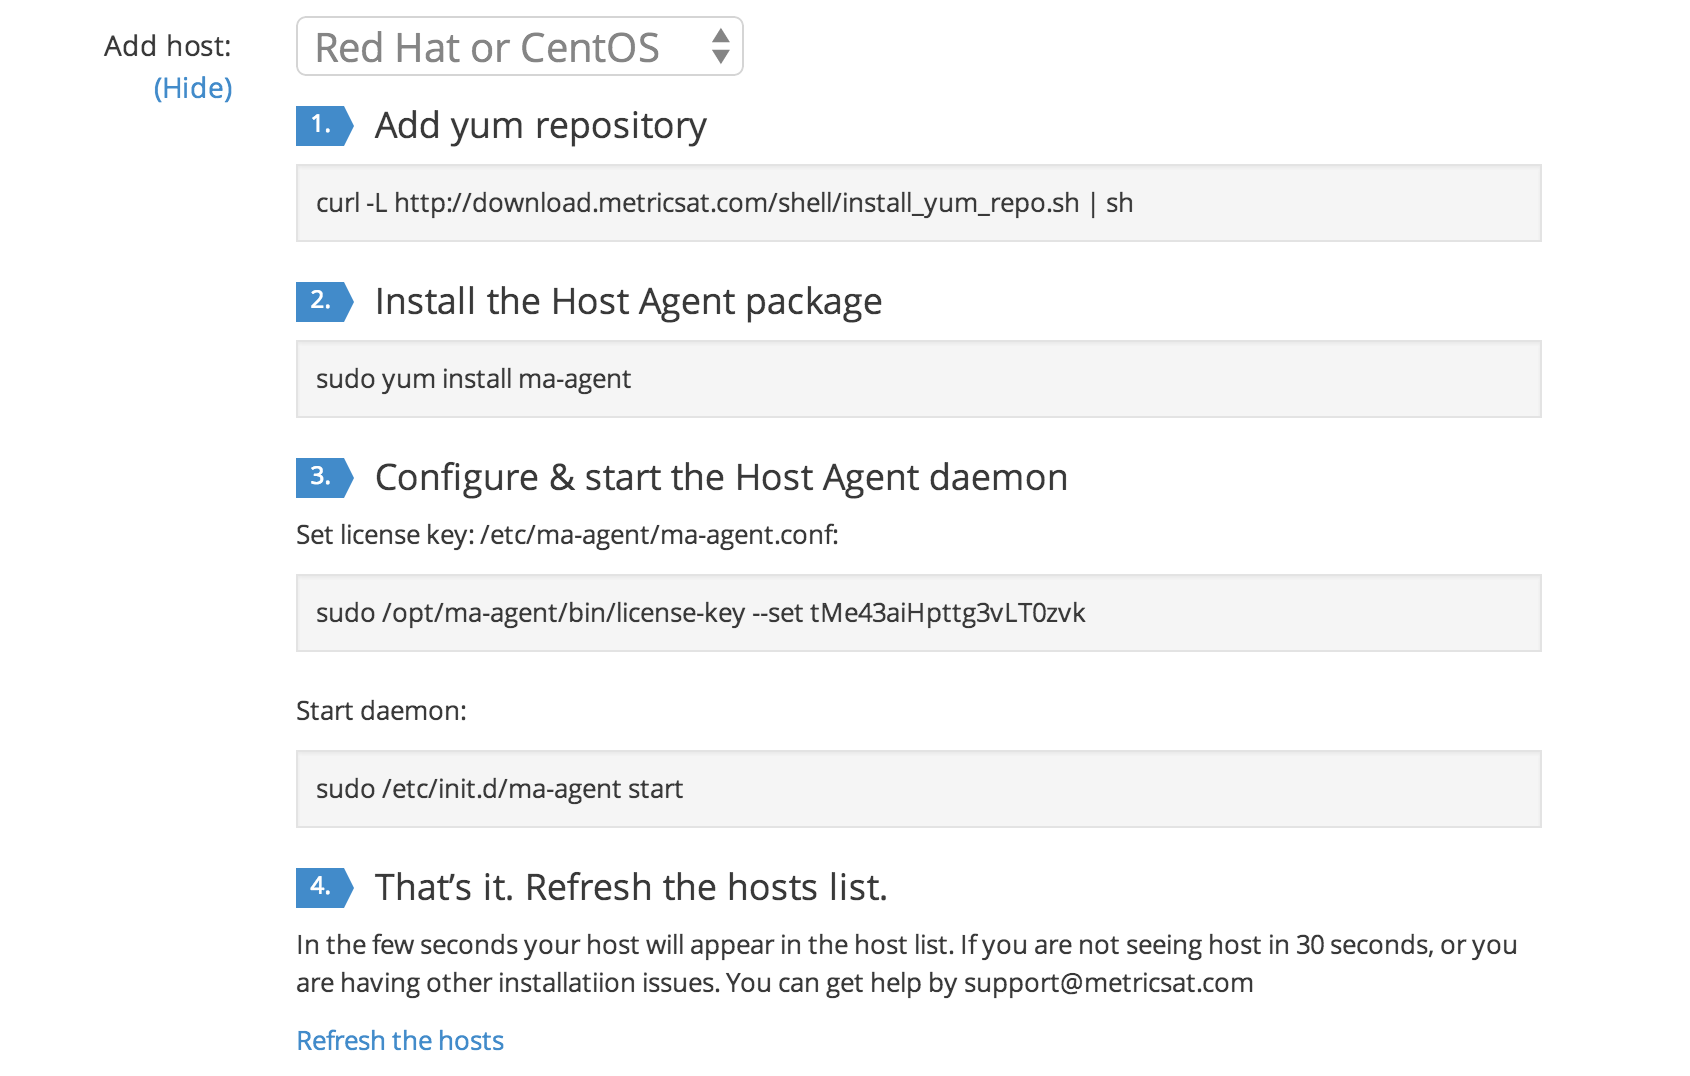 Add host:
(Hide)
Red Hat or CentOS
1. Add yum repository
curl -L http://download.metricsat.com/shell/install_yum_repo.sh | sh
2. Install the Host Agent package
sudo yum install ma-agent
3. Configure & start the Host Agent daemon
Set license key: /etc/ma-agent/ma-agent.conf:
sudo /opt/ma-agent/bin/license-key --set tMe43aiHpttg3vLT0zvk
Start daemon:
sudo /etc/init.d/ma-agent start
4. That’s it. Refresh the hosts list.
In the few seconds your host will appear in the host list. If you are not seeing host in 30 seconds, or you
are having other installatiion issues. You can get help by support@metricsat.com
Refresh the hosts